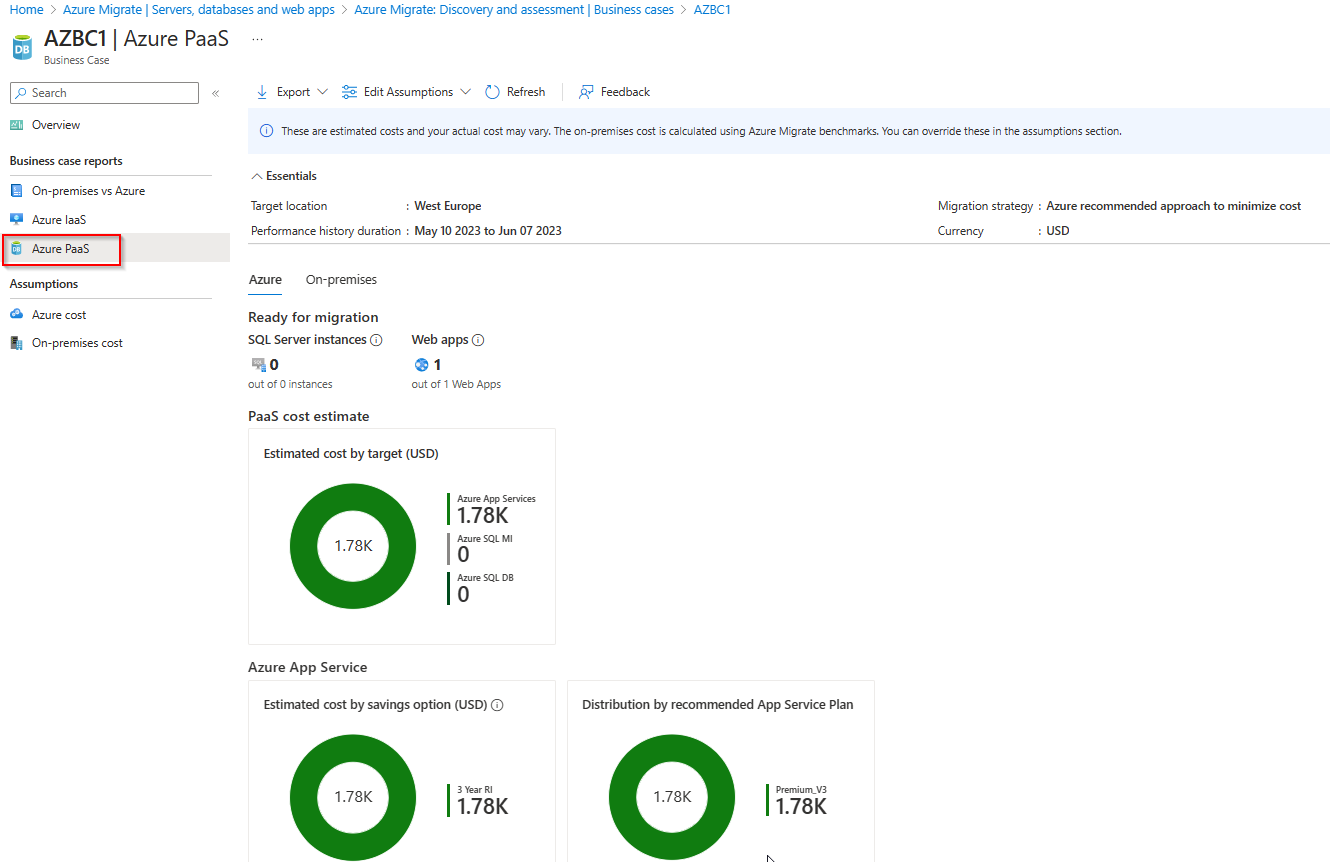 Home > Azure Migrate | Servers, databases and web apps > Azure Migrate: Discovery and assessment | Business cases > AZBC1
AZBC1 | Azure PaaS ...
Business Case
Search «
Overview
Business case reports
On-premises vs Azure
Azure IaaS
Azure PaaS
Assumptions
Azure cost
On-premises cost
Export Edit Assumptions Refresh Feedback
These are estimated costs and your actual cost may vary. The on-premises cost is calculated using Azure Migrate benchmarks. You can override these in the assumptions section.
Essentials
Target location : West Europe
Performance history duration : May 10 2023 to Jun 07 2023
Migration strategy : Azure recommended approach to minimize cost
Currency : USD
Azure On-premises
Ready for migration
SQL Server instances
0
out of 0 instances
Web apps
1
out of 1 Web Apps
PaaS cost estimate
Estimated cost by target (USD)
1.78K
Azure App Services
1.78K
Azure SQL MI
0
Azure SQL DB
0
Azure App Service
Estimated cost by savings option (USD)
1.78K
3 Year RI
1.78K
Distribution by recommended App Service Plan
1.78K
Premium_V3
1.78K